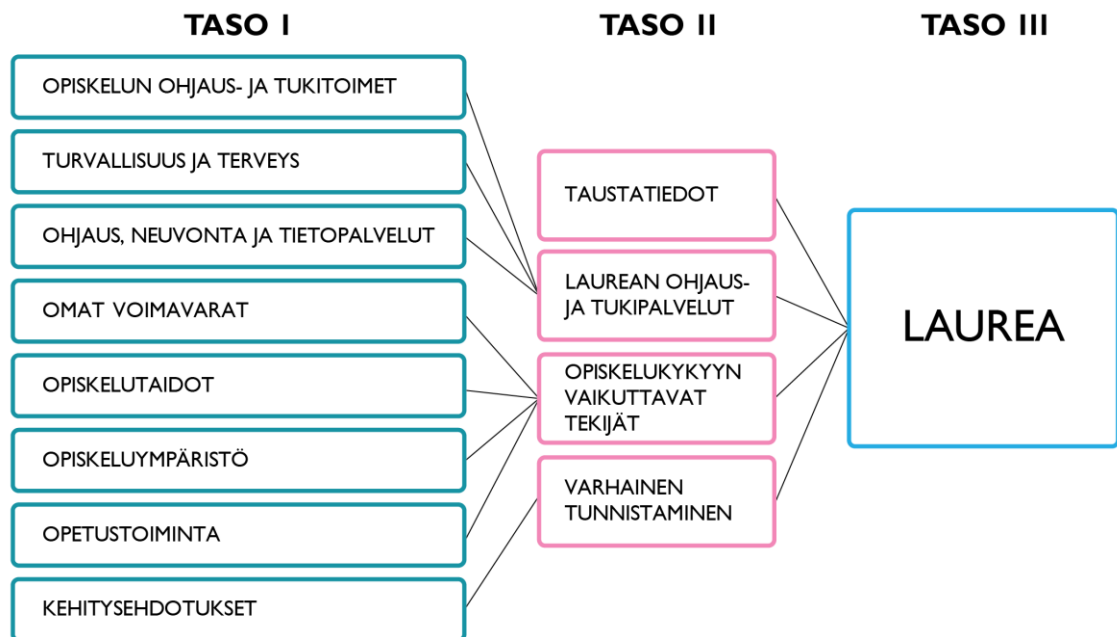 TASO I
TASO II
TASO III
OPISKELUN OHJAUS- JA TUKITOIMET
TURVALLISUUS JA TERVEYS
OHJAUS, NEUVONTA JA TIETOPALVELUT
OMAT VOIMAVARAT
OPISKELUTAIDOT
OPISKELUYMPÄRISTÖ
OPETUSTOIMINTA
KEHITYSEHDOTUKSET
TAUSTATIEDOT
LAUREAN OHJAUS-
JA TUKIPALVELUT
OPISKELUKYKYYN
VAIKUTTAVAT
TEKIJÄT
VARHAINEN
TUNNISTAMINEN
LAUREA